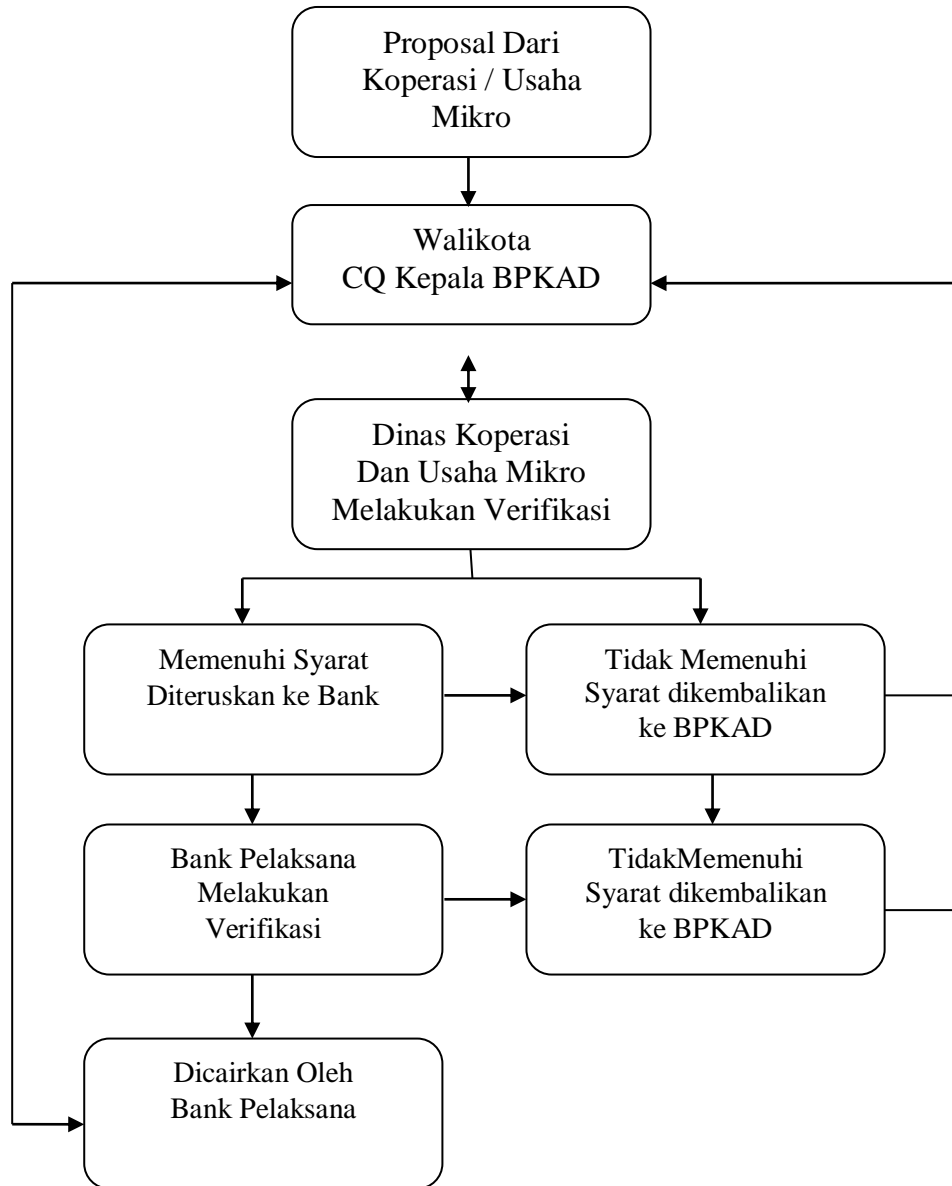 Proposal Dari
Koperasi / Usaha
Mikro
Walikota
CQ Kepala BPKAD
Dinas Koperasi
Dan Usaha Mikro
Melakukan Verifikasi
Memenuhi Syarat
Diteruskan ke Bank
Tidak Memenuhi
Syarat dikembalikan
ke BPKAD
Bank Pelaksana
Melakukan
Verifikasi
TidakMemenuhi
Syarat dikembalikan
ke BPKAD
Dicairkan Oleh
Bank Pelaksana